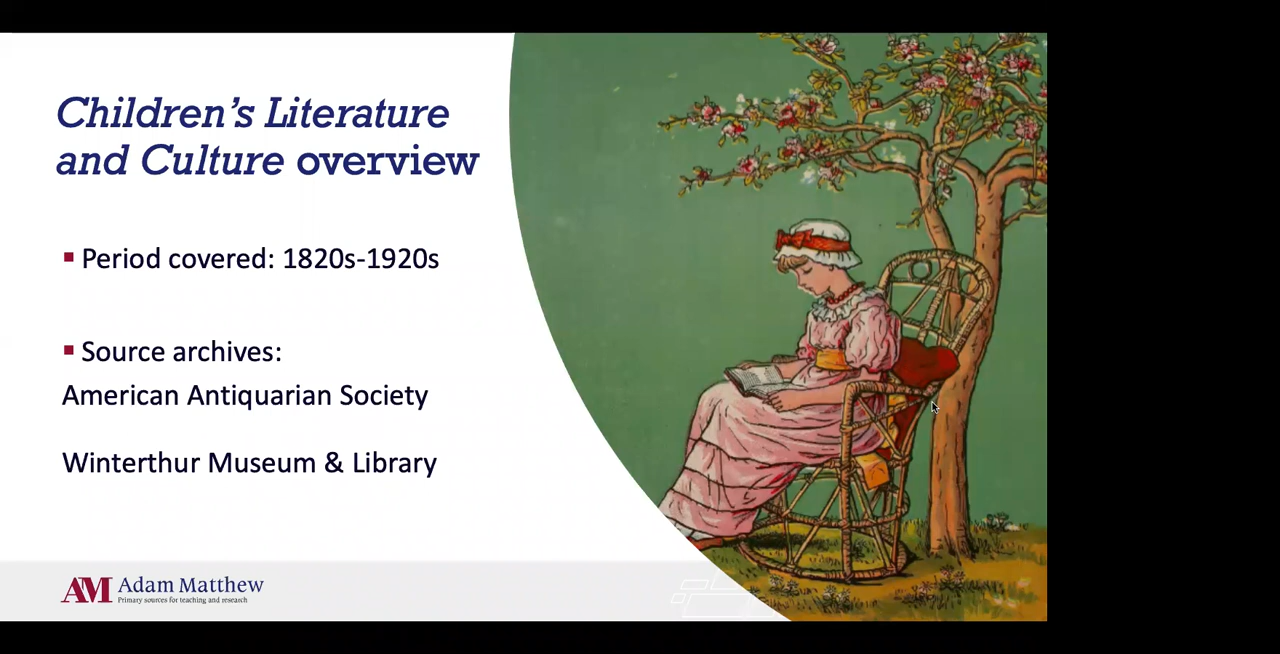 Children's Literature
and Culture overview
▪ Period covered: 1820s-1920s
▪ Source archives:
American Antiquarian Society
Winterthur Museum & Library
AM Adam Matthew
Primary sources for teaching and research